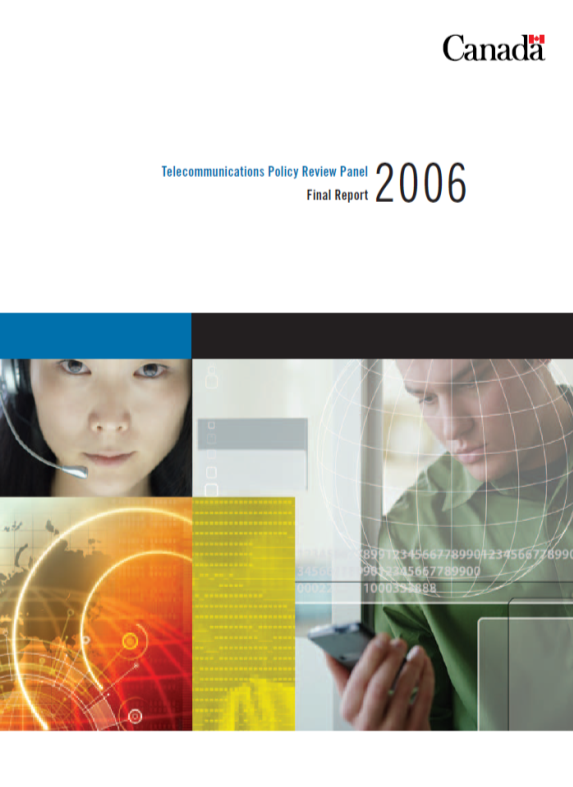 Canada
Telecommunications Policy Review Panel
Final Report
2006